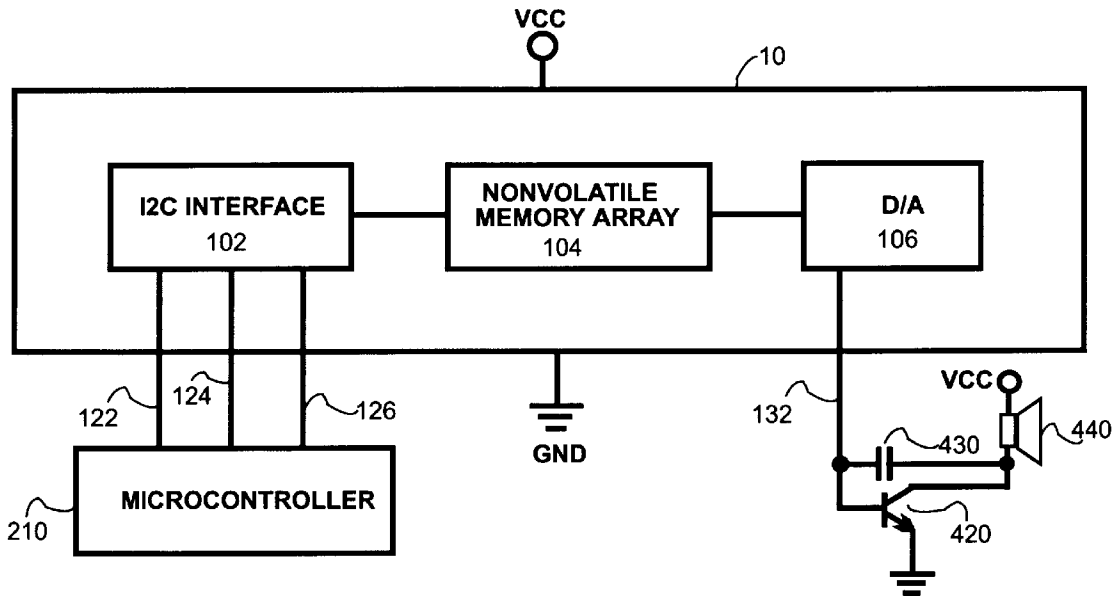 VCC
10
I2C INTERFACE
102
NONVOLATILE
MEMORY ARRAY
104
D/A
106
122
124
126
GND
132
VCC
430
440
420
MICROCONTROLLER
210